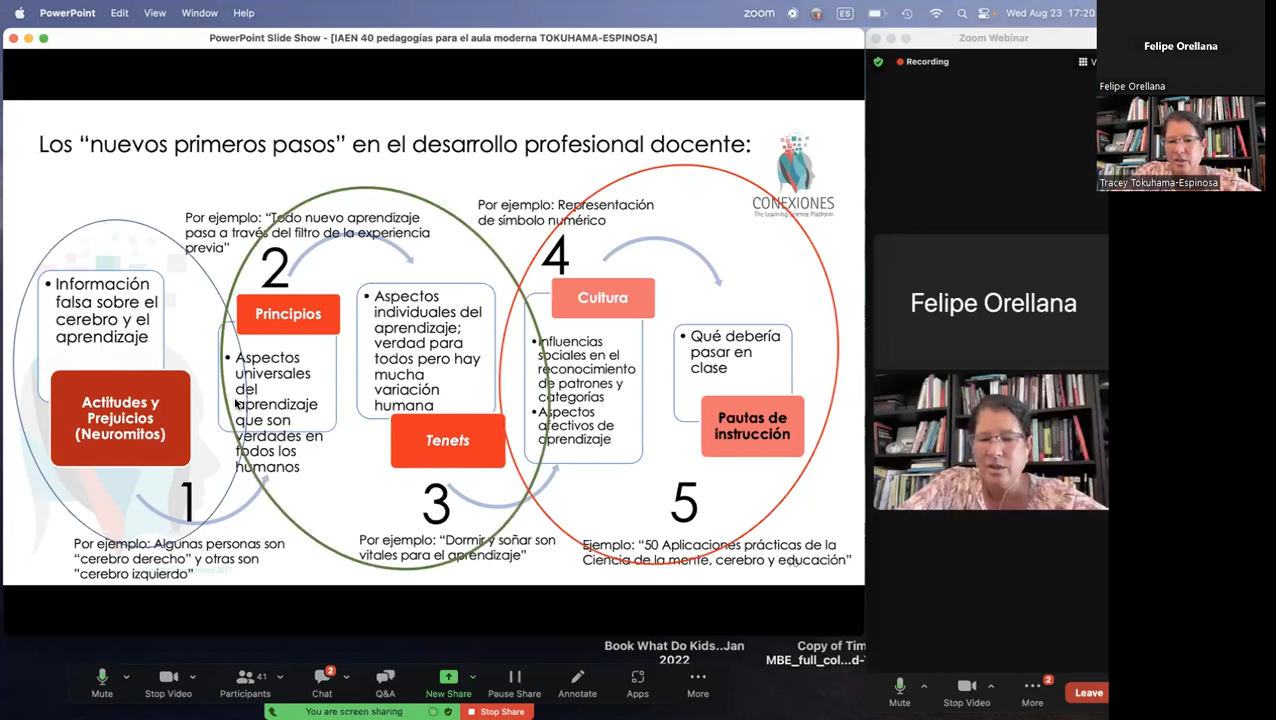 PowerPoint
Edit
View
Window
Help
zoom
ES
Wed Aug 23 17:20
PowerPoint Slide Show - [IAEN 40 pedagogías para el aula moderna TOKUHAMA-ESPINOSA]
Zoom Webinar
Recording
Felipe Orellana
Felipe Orellana
Tracey Tokuhama-Espinosa
Los “nuevos primeros pasos” en el desarrollo profesional docente:
CONEXIONES
The Learning Science Platform
• Información
falsa sobre el
cerebro y el
aprendizaje
Actitudes y
Prejuicios
(Neuromitos)
1
Por ejemplo: Algunas personas son
“cerebro derecho” y otras son
“cerebro izquierdo”
Por ejemplo: “Todo nuevo aprendizaje
pasa a través del filtro de la experiencia
previa”
2
Principios
• Aspectos
universales
del
aprendizaje
que son
verdades en
todos los
humanos
• Aspectos
individuales del
aprendizaje;
verdad para
todos pero hay
mucha
variación
humana
Tenets
3
Por ejemplo: “Dormir y soñar son
vitales para el aprendizaje”
Por ejemplo: Representación
de símbolo numérico
4
Cultura
• Influencias
sociales en el
reconocimiento
de patrones y
categorías
• Aspectos
afectivos de
aprendizaje
• Qué debería
pasar en
clase
Pautas de
instrucción
5
Ejemplo: “50 Aplicaciones prácticas de la
Ciencia de la mente, cerebro y educación”
Felipe Orellana
Book What Do Kids..Jan
2022
Copy of Tim
MBE_full_col...d-
Mute
Stop Video
41
Participants
2
Chat
Q&A
New Share
Pause Share
Annotate
Apps
More
You are screen sharing
Stop Share
Mute
Stop Video
2
More
Leave